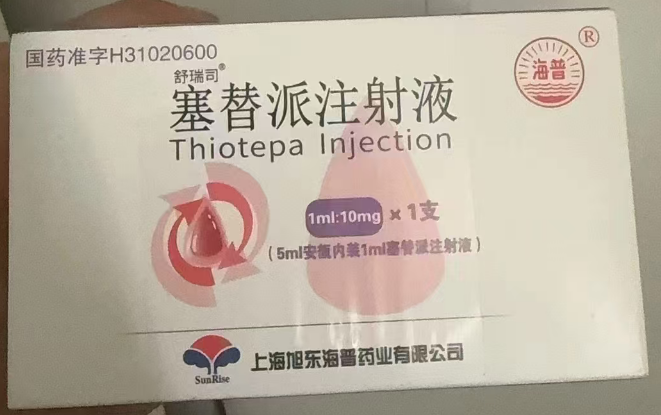 国药准字H31020600
海普®
舒瑞司®
塞替派注射液
Thiotepa Injection
1ml:10mg × 1支
(5ml安瓿内装1ml塞替派注射液)
SunRise
上海旭东海普药业有限公司